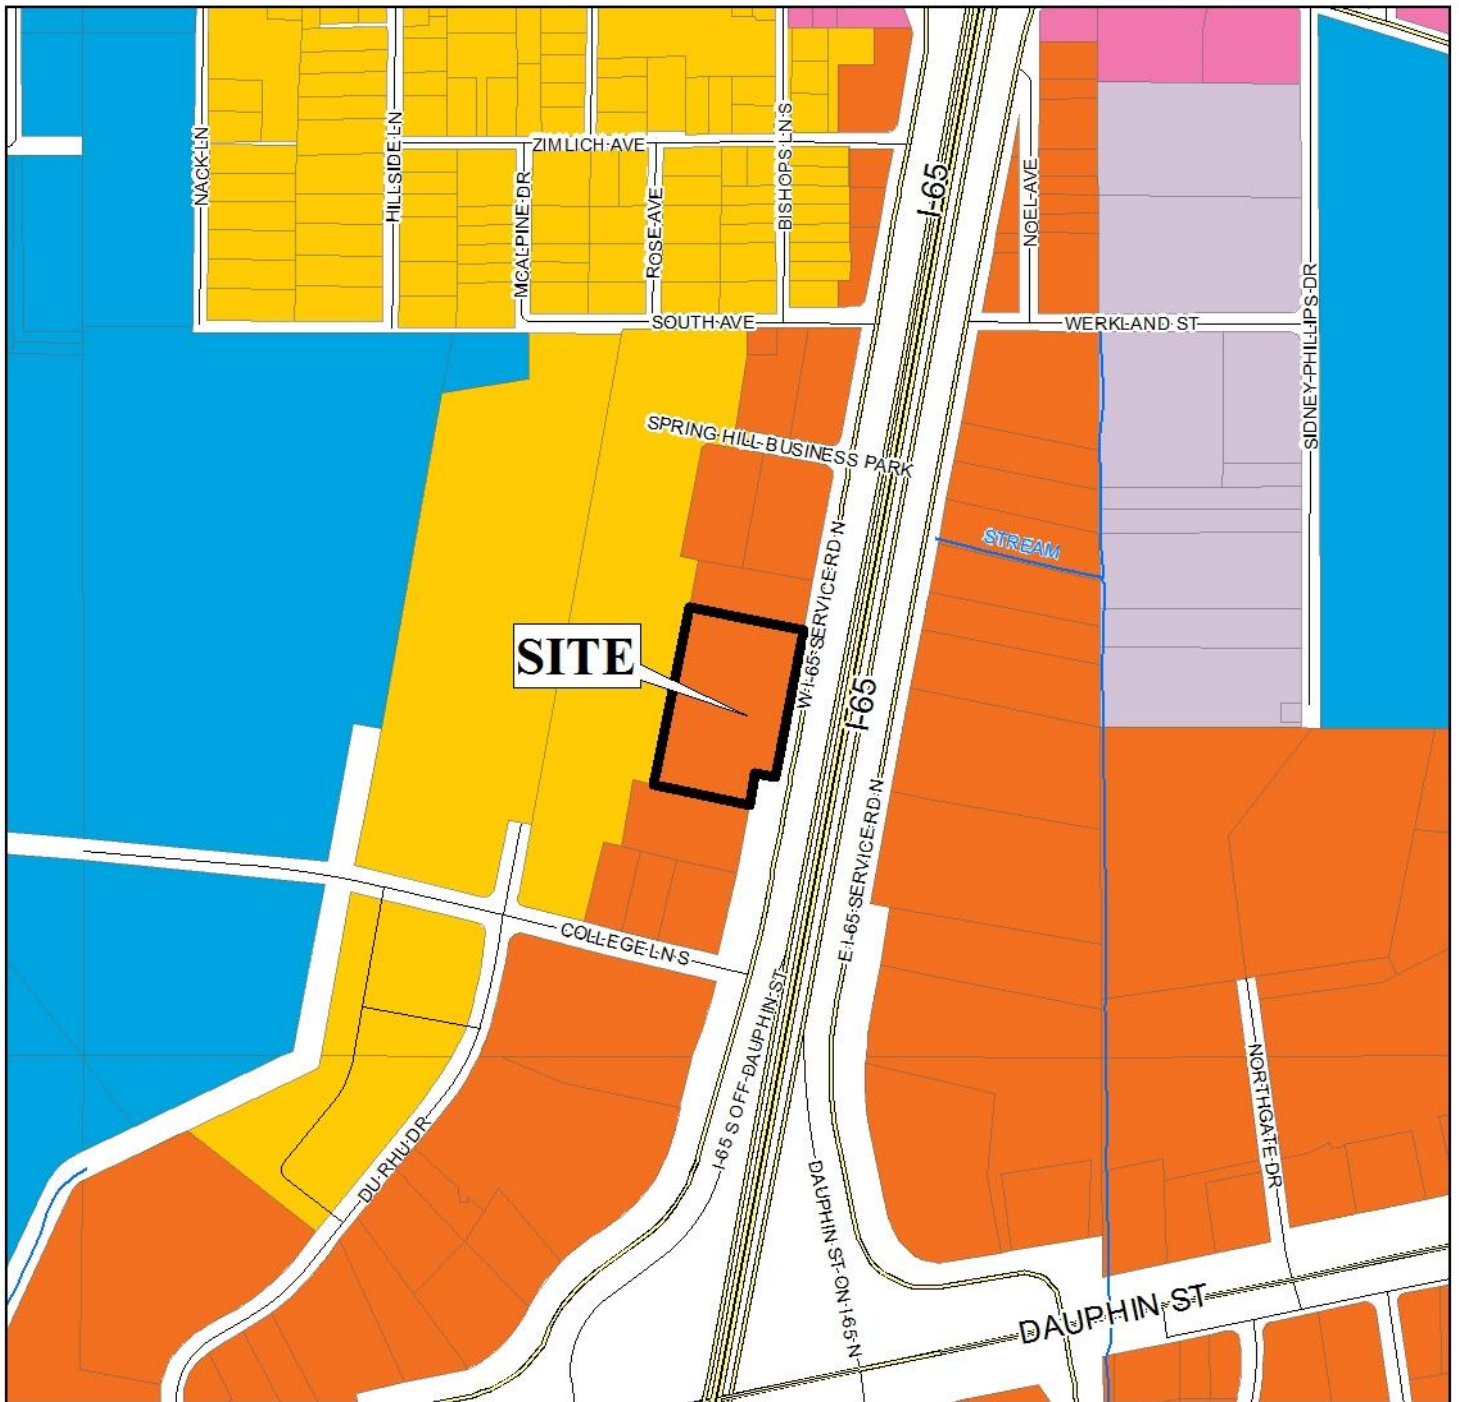 NACK LN
HILLSIDE LN
ZIMLICH AVE
MCALPINE DR
ROSE AVE
BISHOPS LN S
I-65
NOEL AVE
SOUTH AVE
WERKLAND ST
SIDNEY PHILLIPS DR
SPRING HILL BUSINESS PARK
STREAM
W I-65 SERVICE RD N
SITE
I-65
E I-65 SERVICE RD N
COLLEGE LN S
I-65 S OFF DAUPHIN ST
NORTHGATE DR
DU RHU DR
DAUPHIN ST ON I-65 N
DAUPHIN ST